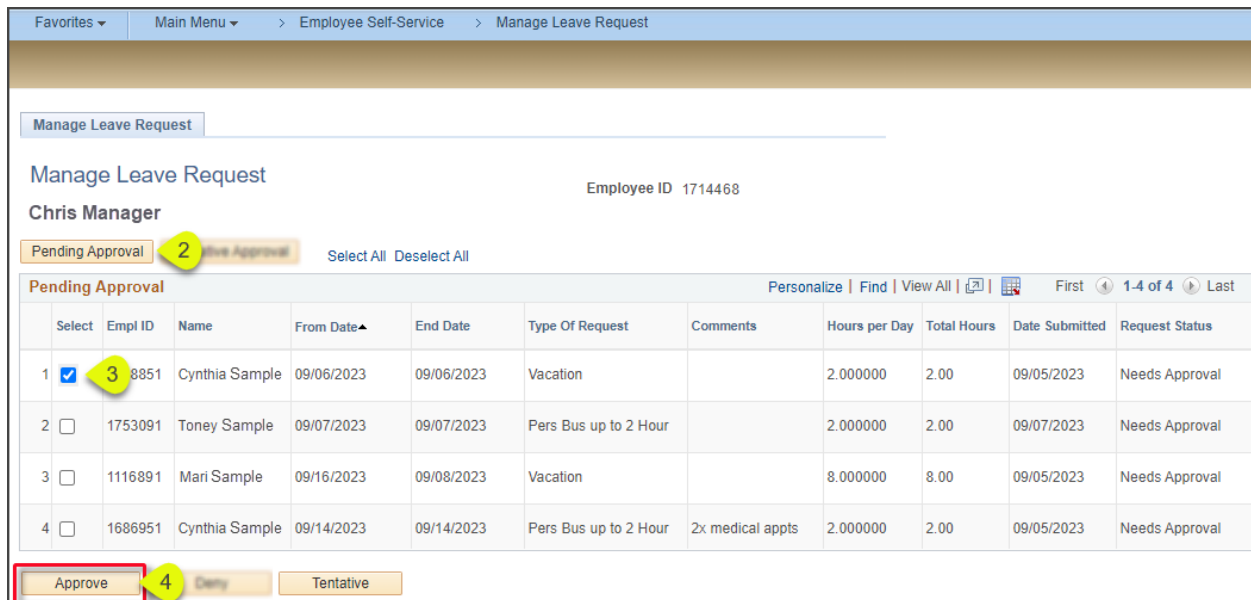 Favorites Main Menu > Employee Self-Service > Manage Leave Request
Manage Leave Request
Manage Leave Request
Employee ID 1714468
Chris Manager
Pending Approval 2 Approval Select All Deselect All
Pending Approval Personalize | Find | View All | | First 1-4 of 4 Last
Select Empl ID Name From Date End Date Type Of Request Comments Hours per Day Total Hours Date Submitted Request Status
1 3 8851 Cynthia Sample 09/06/2023 09/06/2023 Vacation 2.000000 2.00 09/05/2023 Needs Approval
2 1753091 Toney Sample 09/07/2023 09/07/2023 Pers Bus up to 2 Hour 2.000000 2.00 09/07/2023 Needs Approval
3 1116891 Mari Sample 09/16/2023 09/08/2023 Vacation 8.000000 8.00 09/05/2023 Needs Approval
4 1686951 Cynthia Sample 09/14/2023 09/14/2023 Pers Bus up to 2 Hour 2x medical appts 2.000000 2.00 09/05/2023 Needs Approval
Approve 4 Deny Tentative